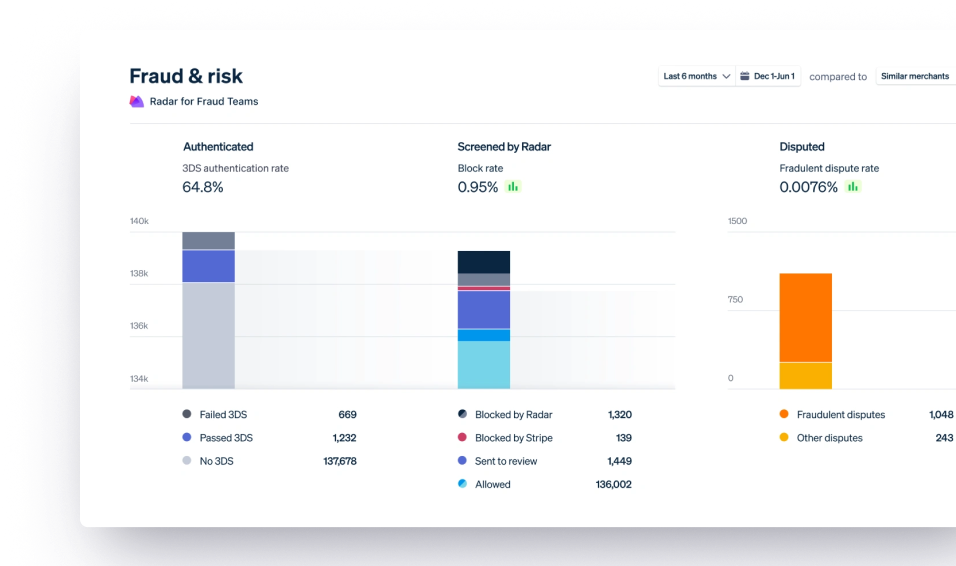 Fraud & risk
Last 6 months
Dec 1-Jun 1
compared to
Similar merchants
Radar for Fraud Teams
Authenticated
3DS authentication rate
64.8%
140k
138k
136k
134k
Failed 3DS 669
Passed 3DS 1,232
No 3DS 137,678
Screened by Radar
Block rate
0.95%
Blocked by Radar 1,320
Blocked by Stripe 139
Sent to review 1,449
Allowed 136,002
Disputed
Fradulent dispute rate
0.0076%
1500
750
0
Fraudulent disputes 1,048
Other disputes 243